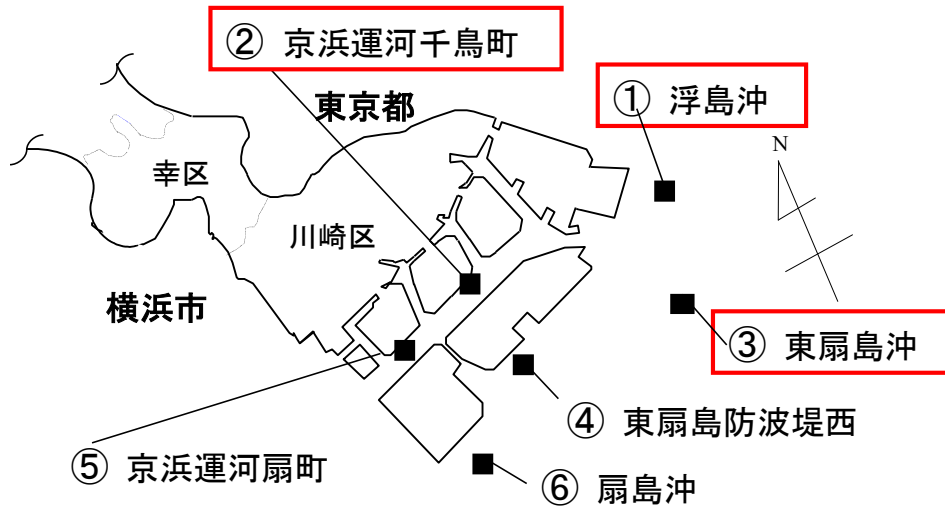 ② 京浜運河千鳥町
東京都
① 浮島沖
N
幸区
川崎区
横浜市
③ 東扇島沖
④ 東扇島防波堤西
⑤ 京浜運河扇町
⑥ 扇島沖